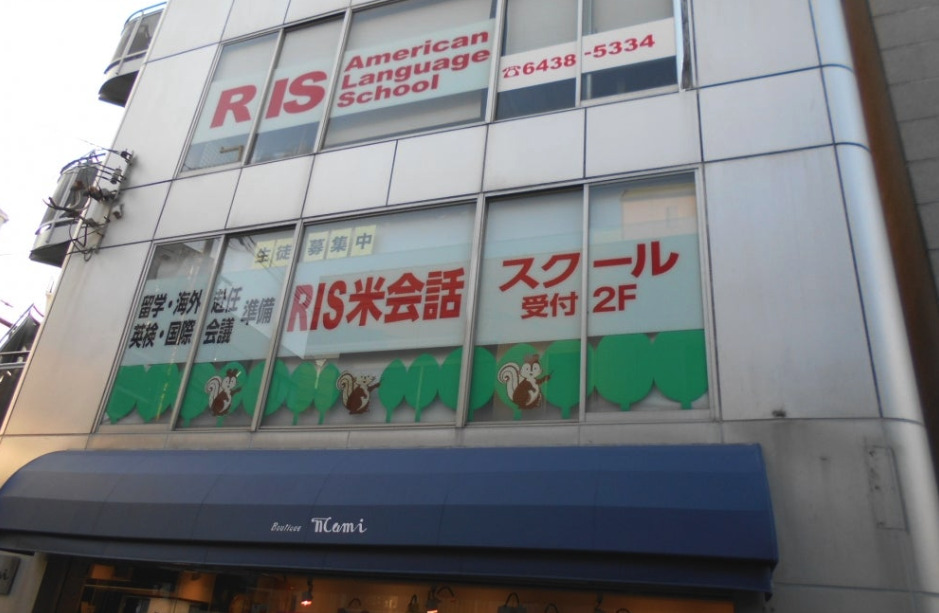 RIS American
Language
School
☎6438-5334
生徒募集中
留学・海外赴任準備
英検・国際会議
RIS米会話
スクール
受付2F
Boutique Mami